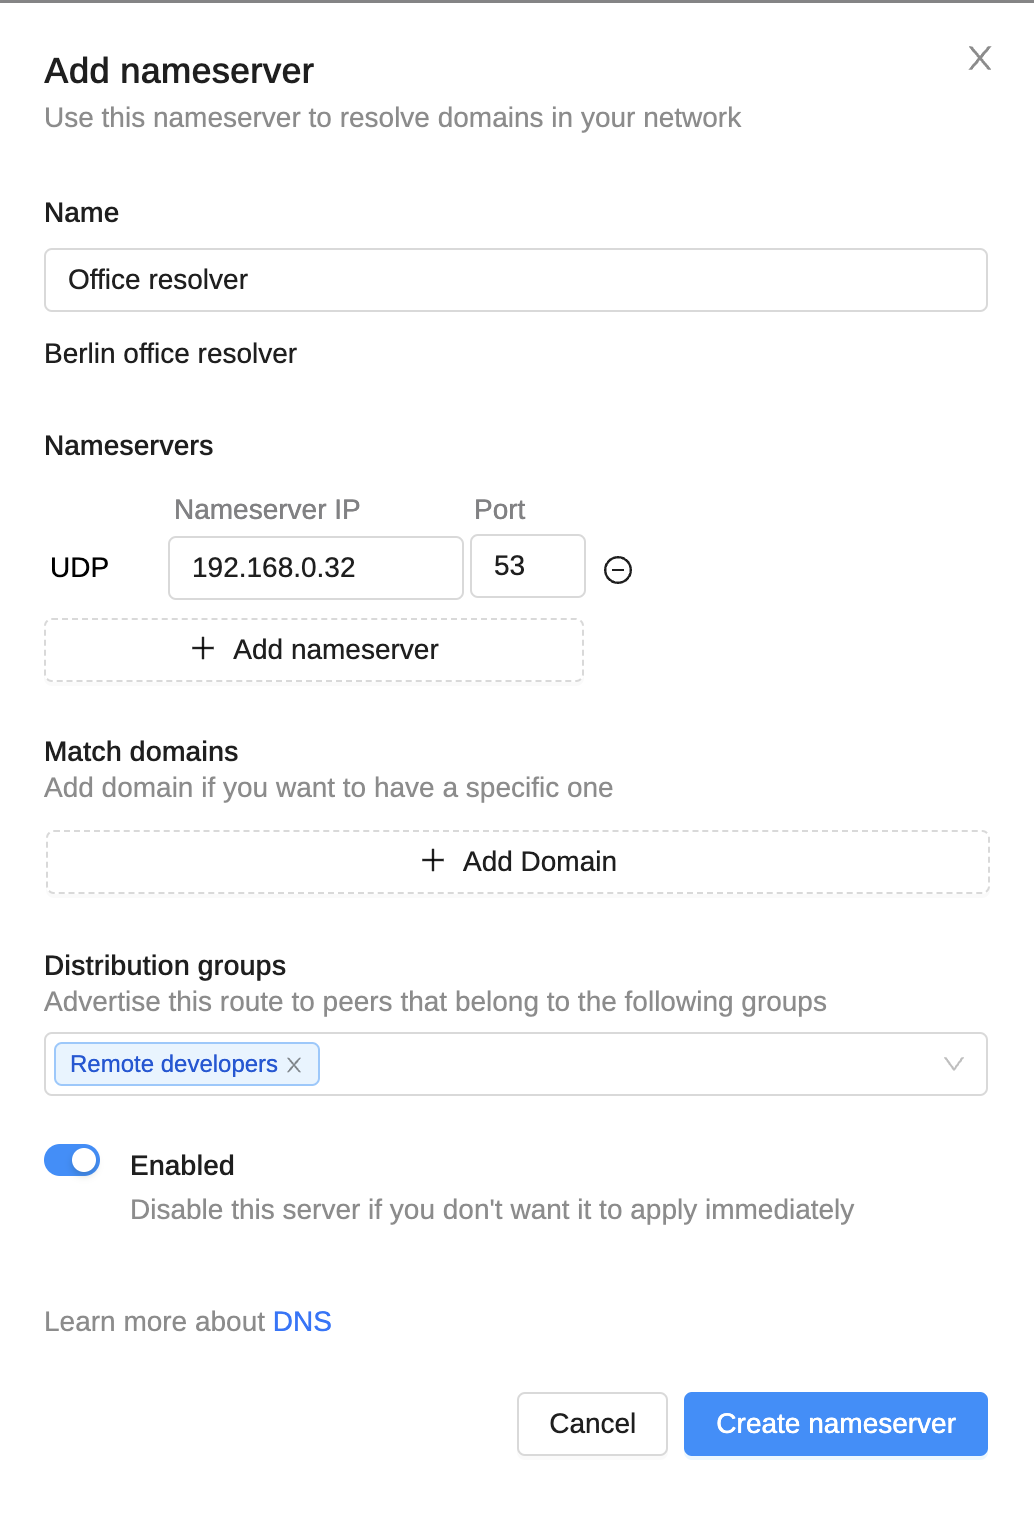 Add nameserver
Use this nameserver to resolve domains in your network
Name
Office resolver
Berlin office resolver
Nameservers
Nameserver IP Port
UDP 192.168.0.32 53
Add nameserver
Match domains
Add domain if you want to have a specific one
Add Domain
Distribution groups
Advertise this route to peers that belong to the following groups
Remote developers
Enabled
Disable this server if you don't want it to apply immediately
Learn more about DNS
Cancel Create nameserver